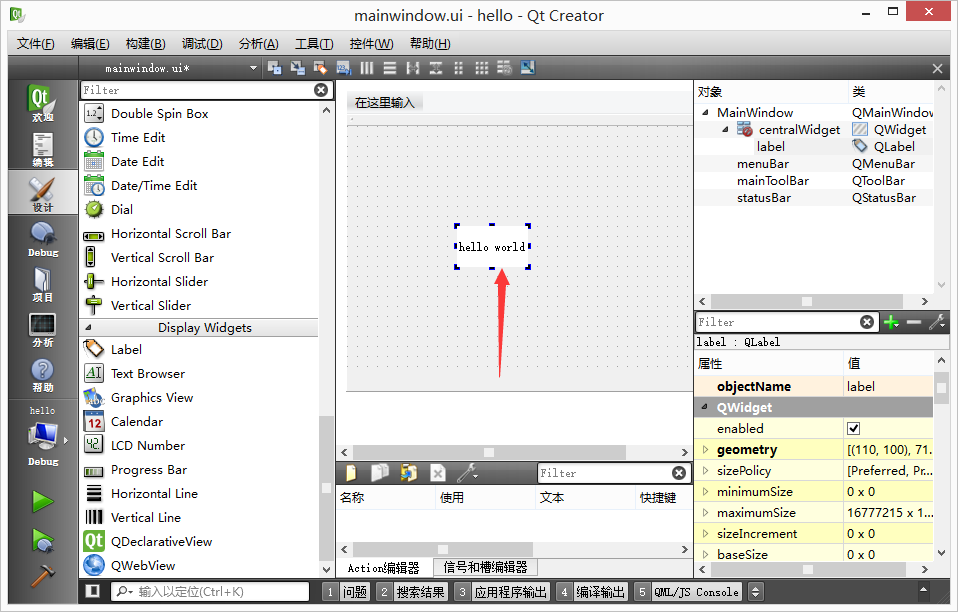 mainwindow.ui - hello - Qt Creator
文件(F) 编辑(E) 构建(B) 调试(D) 分析(A) 工具(T) 控件(W) 帮助(H)
mainwindow.ui*
Qt
欢迎
编辑
设计
Debug
项目
分析
帮助
hello
Debug
Filter
Double Spin Box
Time Edit
Date Edit
Date/Time Edit
Dial
Horizontal Scroll Bar
Vertical Scroll Bar
Horizontal Slider
Vertical Slider
Display Widgets
Label
Text Browser
Graphics View
Calendar
LCD Number
Progress Bar
Horizontal Line
Vertical Line
QDeclarativeView
QWebView
在这里输入
hello world
Filter
名称 使用 文本 快捷键
Action编辑器 信号和槽编辑器
对象 类
MainWindow QMainWindow
centralWidget QWidget
label QLabel
menuBar QMenuBar
mainToolBar QToolBar
statusBar QStatusBar
Filter
label : QLabel
属性 值
objectName label
QWidget
enabled
geometry [(110, 100), 71...
sizePolicy [Preferred, Pr...
minimumSize 0 x 0
maximumSize 16777215 x 1...
sizeIncrement 0 x 0
baseSize 0 x 0
输入以定位(Ctrl+K)
1 问题 2 搜索结果 3 应用程序输出 4 编译输出 5 QML/JS Console